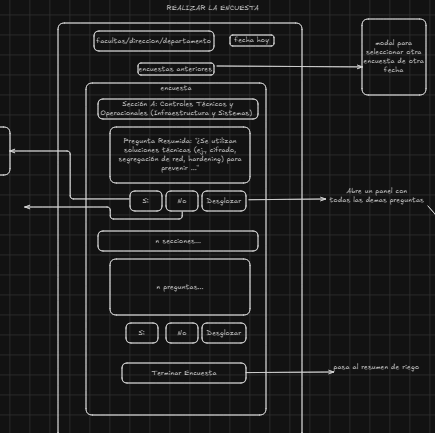 REALIZAR LA ENCUESTA
facultas/direccion/departamento
fecha hoy
encuestas anteriores
modal para
seleccionar otra
encuesta de otra
fecha
encuesta
Sección A: Controles Técnicos y
Operacionales (Infraestructura y Sistemas)
Pregunta Resumida: "¿Se utilizan
soluciones técnicas (ej., cifrado,
segregación de red, hardening) para
prevenir ..."
Si
No
Desglozar
Abre un panel con
todas las demas preguntas
n secciones...
n preguntas...
Si
No
Desglozar
Terminar Encuesta
pasa al resumen de riego